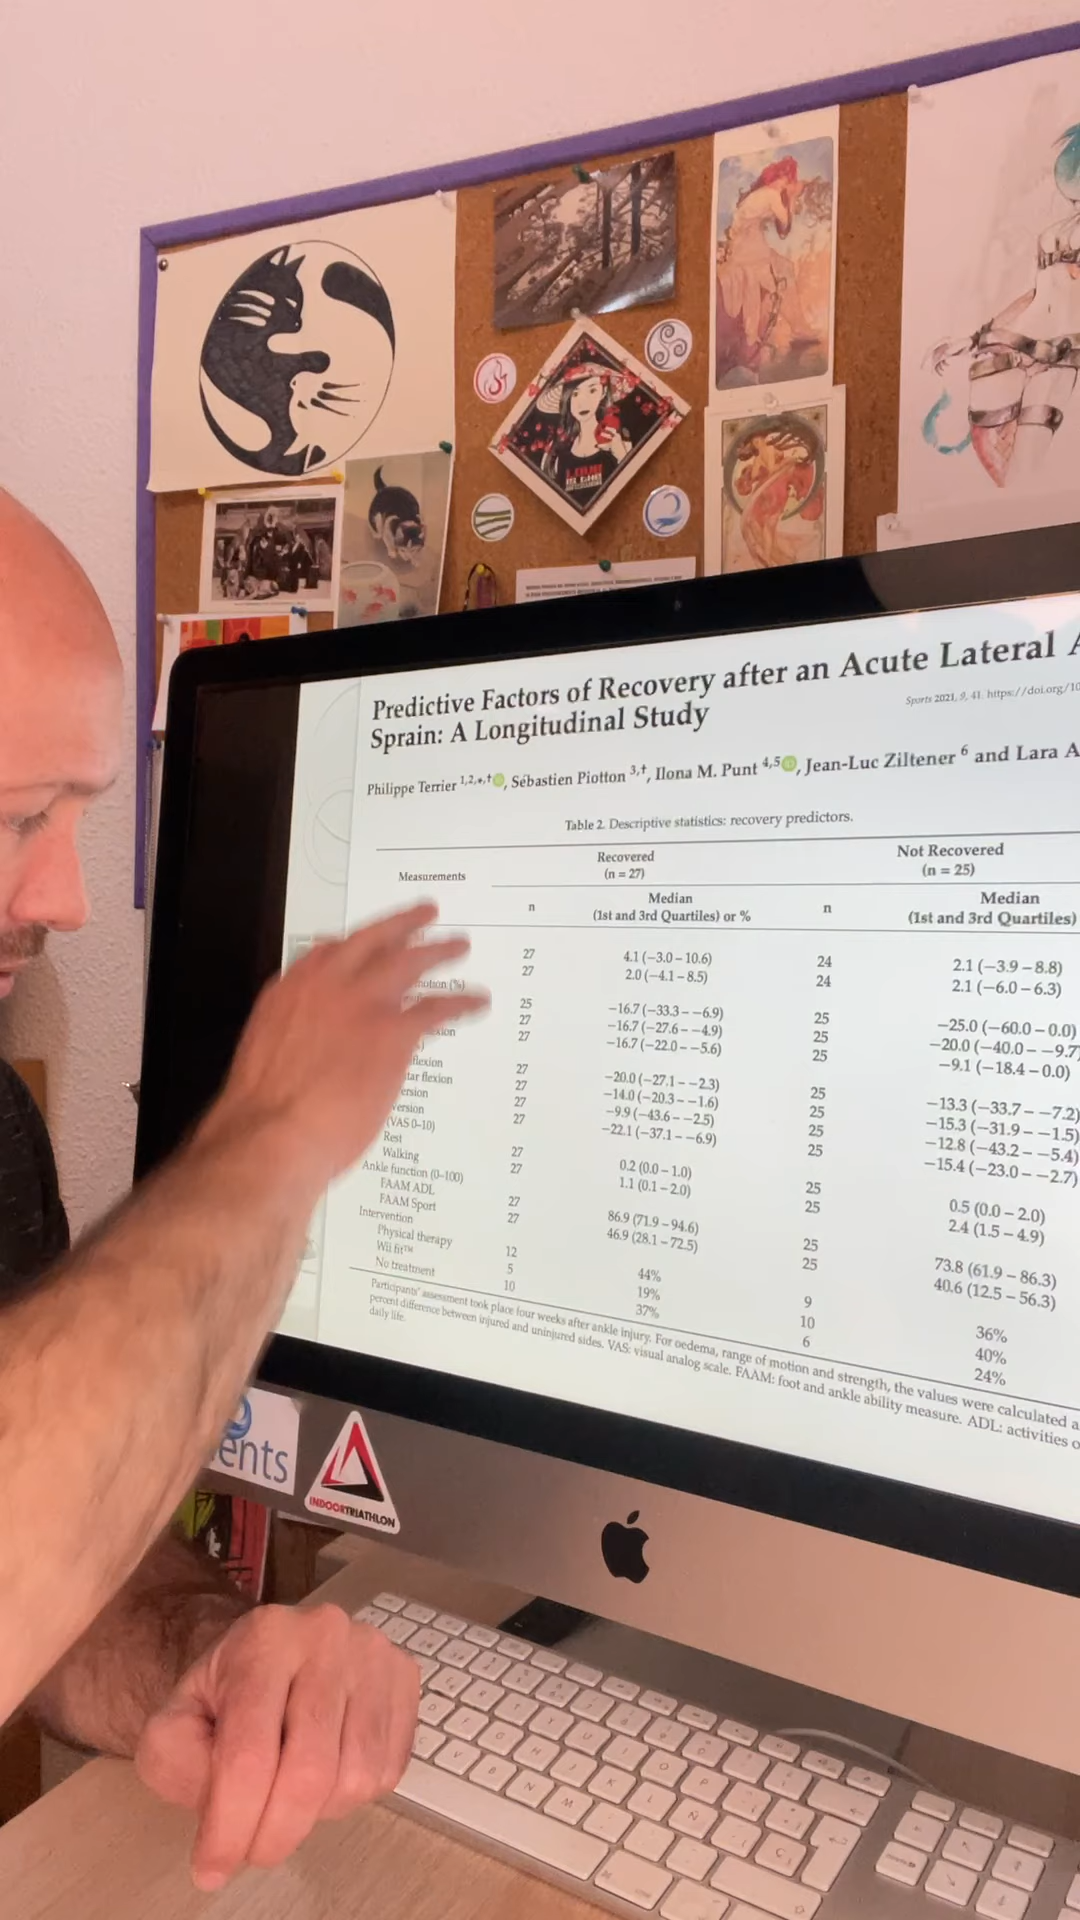 Predictive Factors of Recovery after an Acute Lateral A
Sprain: A Longitudinal Study
Sports 2021, 9, 41. https://doi.org/10
Philippe Terrier 1,2,*,† , Sébastien Piotton 3,†, Ilona M. Punt 4,5 , Jean-Luc Ziltener 6 and Lara A
Table 2. Descriptive statistics: recovery predictors.
Measurements
Recovered
(n = 27)
Not Recovered
(n = 25)
n
Median
(1st and 3rd Quartiles) or %
n
Median
(1st and 3rd Quartiles)
27 4.1 (−3.0 – 10.6) 24 2.1 (−3.9 – 8.8)
27 2.0 (−4.1 – 8.5) 24 2.1 (−6.0 – 6.3)
motion (%)
25 −16.7 (−33.3 – −6.9) 25 −25.0 (−60.0 – 0.0)
27 −16.7 (−27.6 – −4.9) 25 −20.0 (−40.0 – −9.7
exion 27 −16.7 (−22.0 – −5.6) 25 −9.1 (−18.4 – 0.0)
)
flexion 27 −20.0 (−27.1 – −2.3) 25 −13.3 (−33.7 – −7.2)
tar flexion 27 −14.0 (−20.3 – −1.6) 25 −15.3 (−31.9 – −1.5)
ersion 27 −9.9 (−43.6 – −2.5) 25 −12.8 (−43.2 – −5.4)
version 27 −22.1 (−37.1 – −6.9) 25 −15.4 (−23.0 – −2.7)
(VAS 0–10)
Rest 27 0.2 (0.0 – 1.0) 25 0.5 (0.0 – 2.0)
Walking 27 1.1 (0.1 – 2.0) 25 2.4 (1.5 – 4.9)
Ankle function (0–100)
FAAM ADL 27 86.9 (71.9 – 94.6) 25 73.8 (61.9 – 86.3)
FAAM Sport 27 46.9 (28.1 – 72.5) 25 40.6 (12.5 – 56.3)
Intervention
Physical therapy 12 44% 9 36%
Wii fit™ 5 19% 10 40%
No treatment 10 37% 6 24%
Participants' assessment took place four weeks after ankle injury. For oedema, range of motion and strength, the values were calculated a
percent difference between injured and uninjured sides. VAS: visual analog scale. FAAM: foot and ankle ability measure. ADL: activities o
daily life.
ents
INDOORTRIATHLON